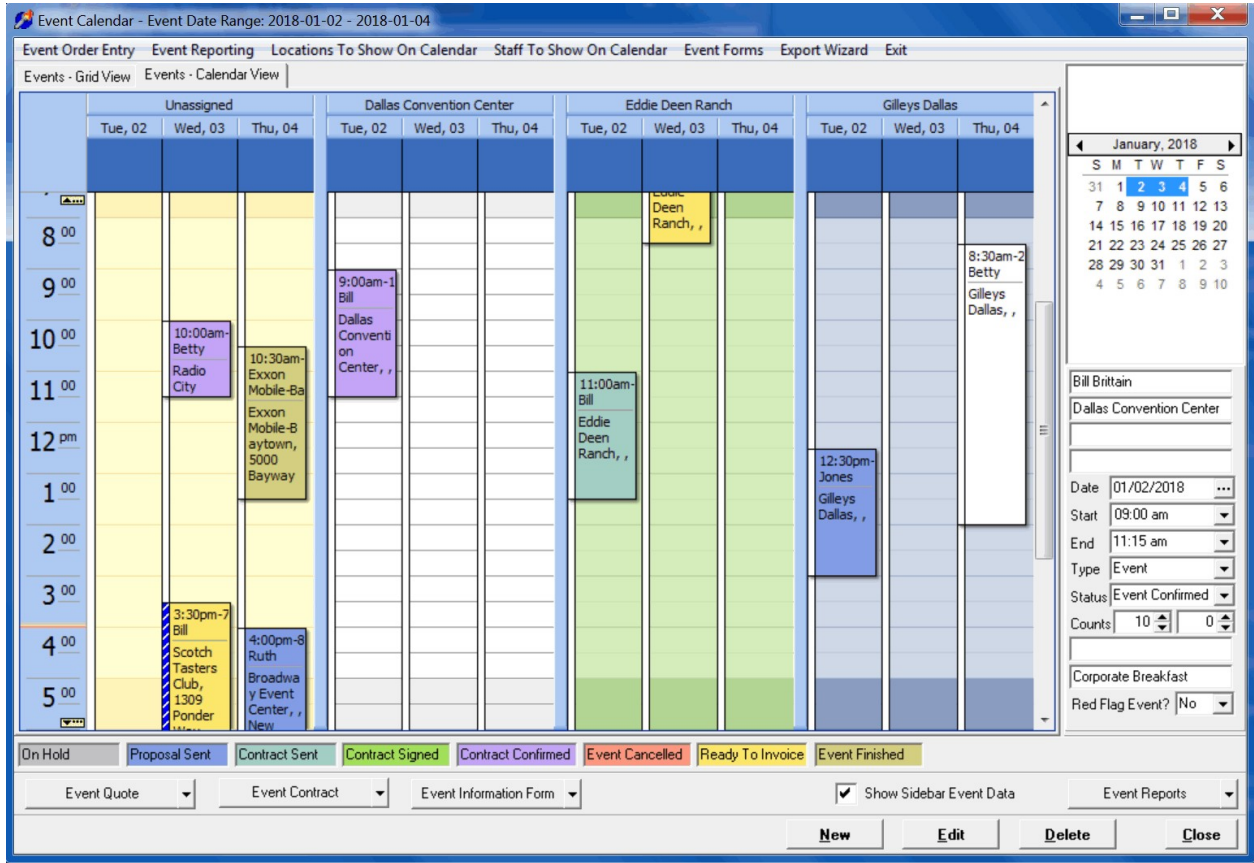 Event Calendar - Event Date Range: 2018-01-02 - 2018-01-04
Event Order Entry Event Reporting Locations To Show On Calendar Staff To Show On Calendar Event Forms Export Wizard Exit
Events - Grid View Events - Calendar View
Unassigned Dallas Convention Center Eddie Deen Ranch Gilleys Dallas
Tue, 02 Wed, 03 Thu, 04 Tue, 02 Wed, 03 Thu, 04 Tue, 02 Wed, 03 Thu, 04 Tue, 02 Wed, 03 Thu, 04
8 00
9 00
10 00
11 00
12 pm
1 00
2 00
3 00
4 00
5 00
10:00am-
Betty
Radio
City
3:30pm-7
Bill
Scotch
Tasters
Club,
1309
Ponder
10:30am-
Exxon
Mobile-Ba
Exxon
Mobile-B
aytown,
5000
Bayway
4:00pm-8
Ruth
Broadwa
y Event
Center, ,
New
9:00am-1
Bill
Dallas
Conventi
on
Center, ,
11:00am-
Bill
Eddie
Deen
Ranch, ,
Eddie
Deen
Ranch, ,
12:30pm-
Jones
Gilleys
Dallas, ,
8:30am-2
Betty
Gilleys
Dallas, ,
January, 2018
S M T W T F S
31 1 2 3 4 5 6
7 8 9 10 11 12 13
14 15 16 17 18 19 20
21 22 23 24 25 26 27
28 29 30 31 1 2 3
4 5 6 7 8 9 10
Bill Brittain
Dallas Convention Center
Date 01/02/2018 ...
Start 09:00 am
End 11:15 am
Type Event
Status Event Confirmed
Counts 10 0
Corporate Breakfast
Red Flag Event? No
On Hold Proposal Sent Contract Sent Contract Signed Contract Confirmed Event Cancelled Ready To Invoice Event Finished
Event Quote Event Contract Event Information Form Show Sidebar Event Data Event Reports
New Edit Delete Close